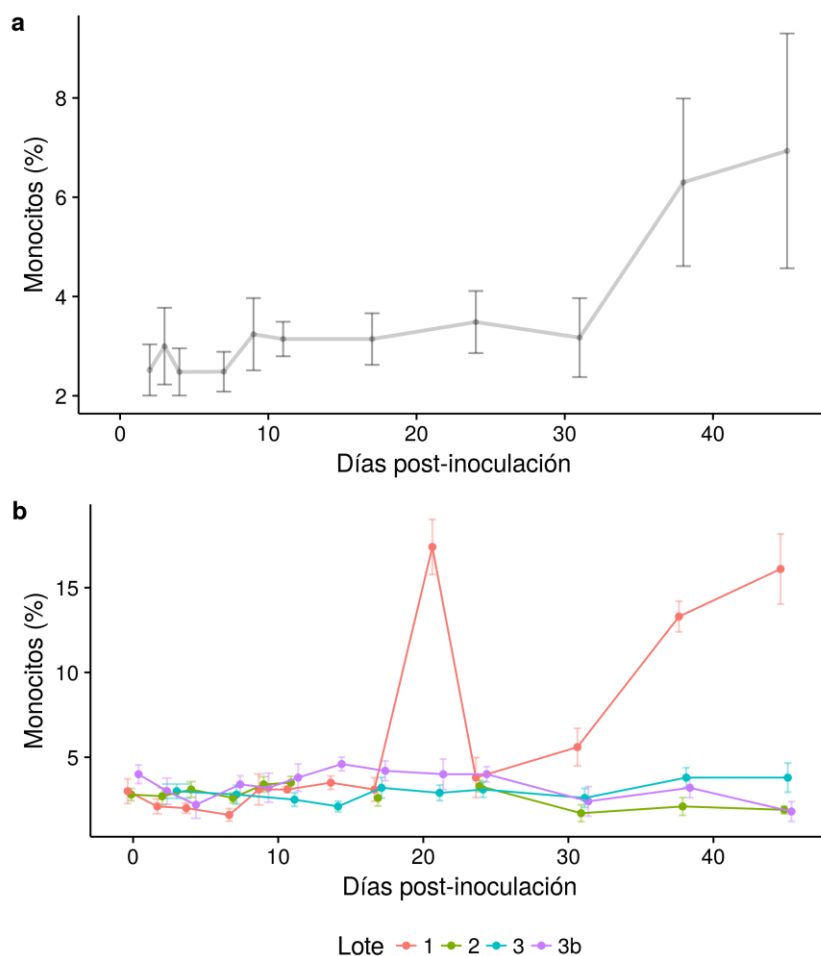 a
Monocitos (%)
8
6
4
2
0 10 20 30 40
Días post-inoculación
b
Monocitos (%)
15
10
5
0 10 20 30 40
Días post-inoculación
Lote 1 2 3 3b